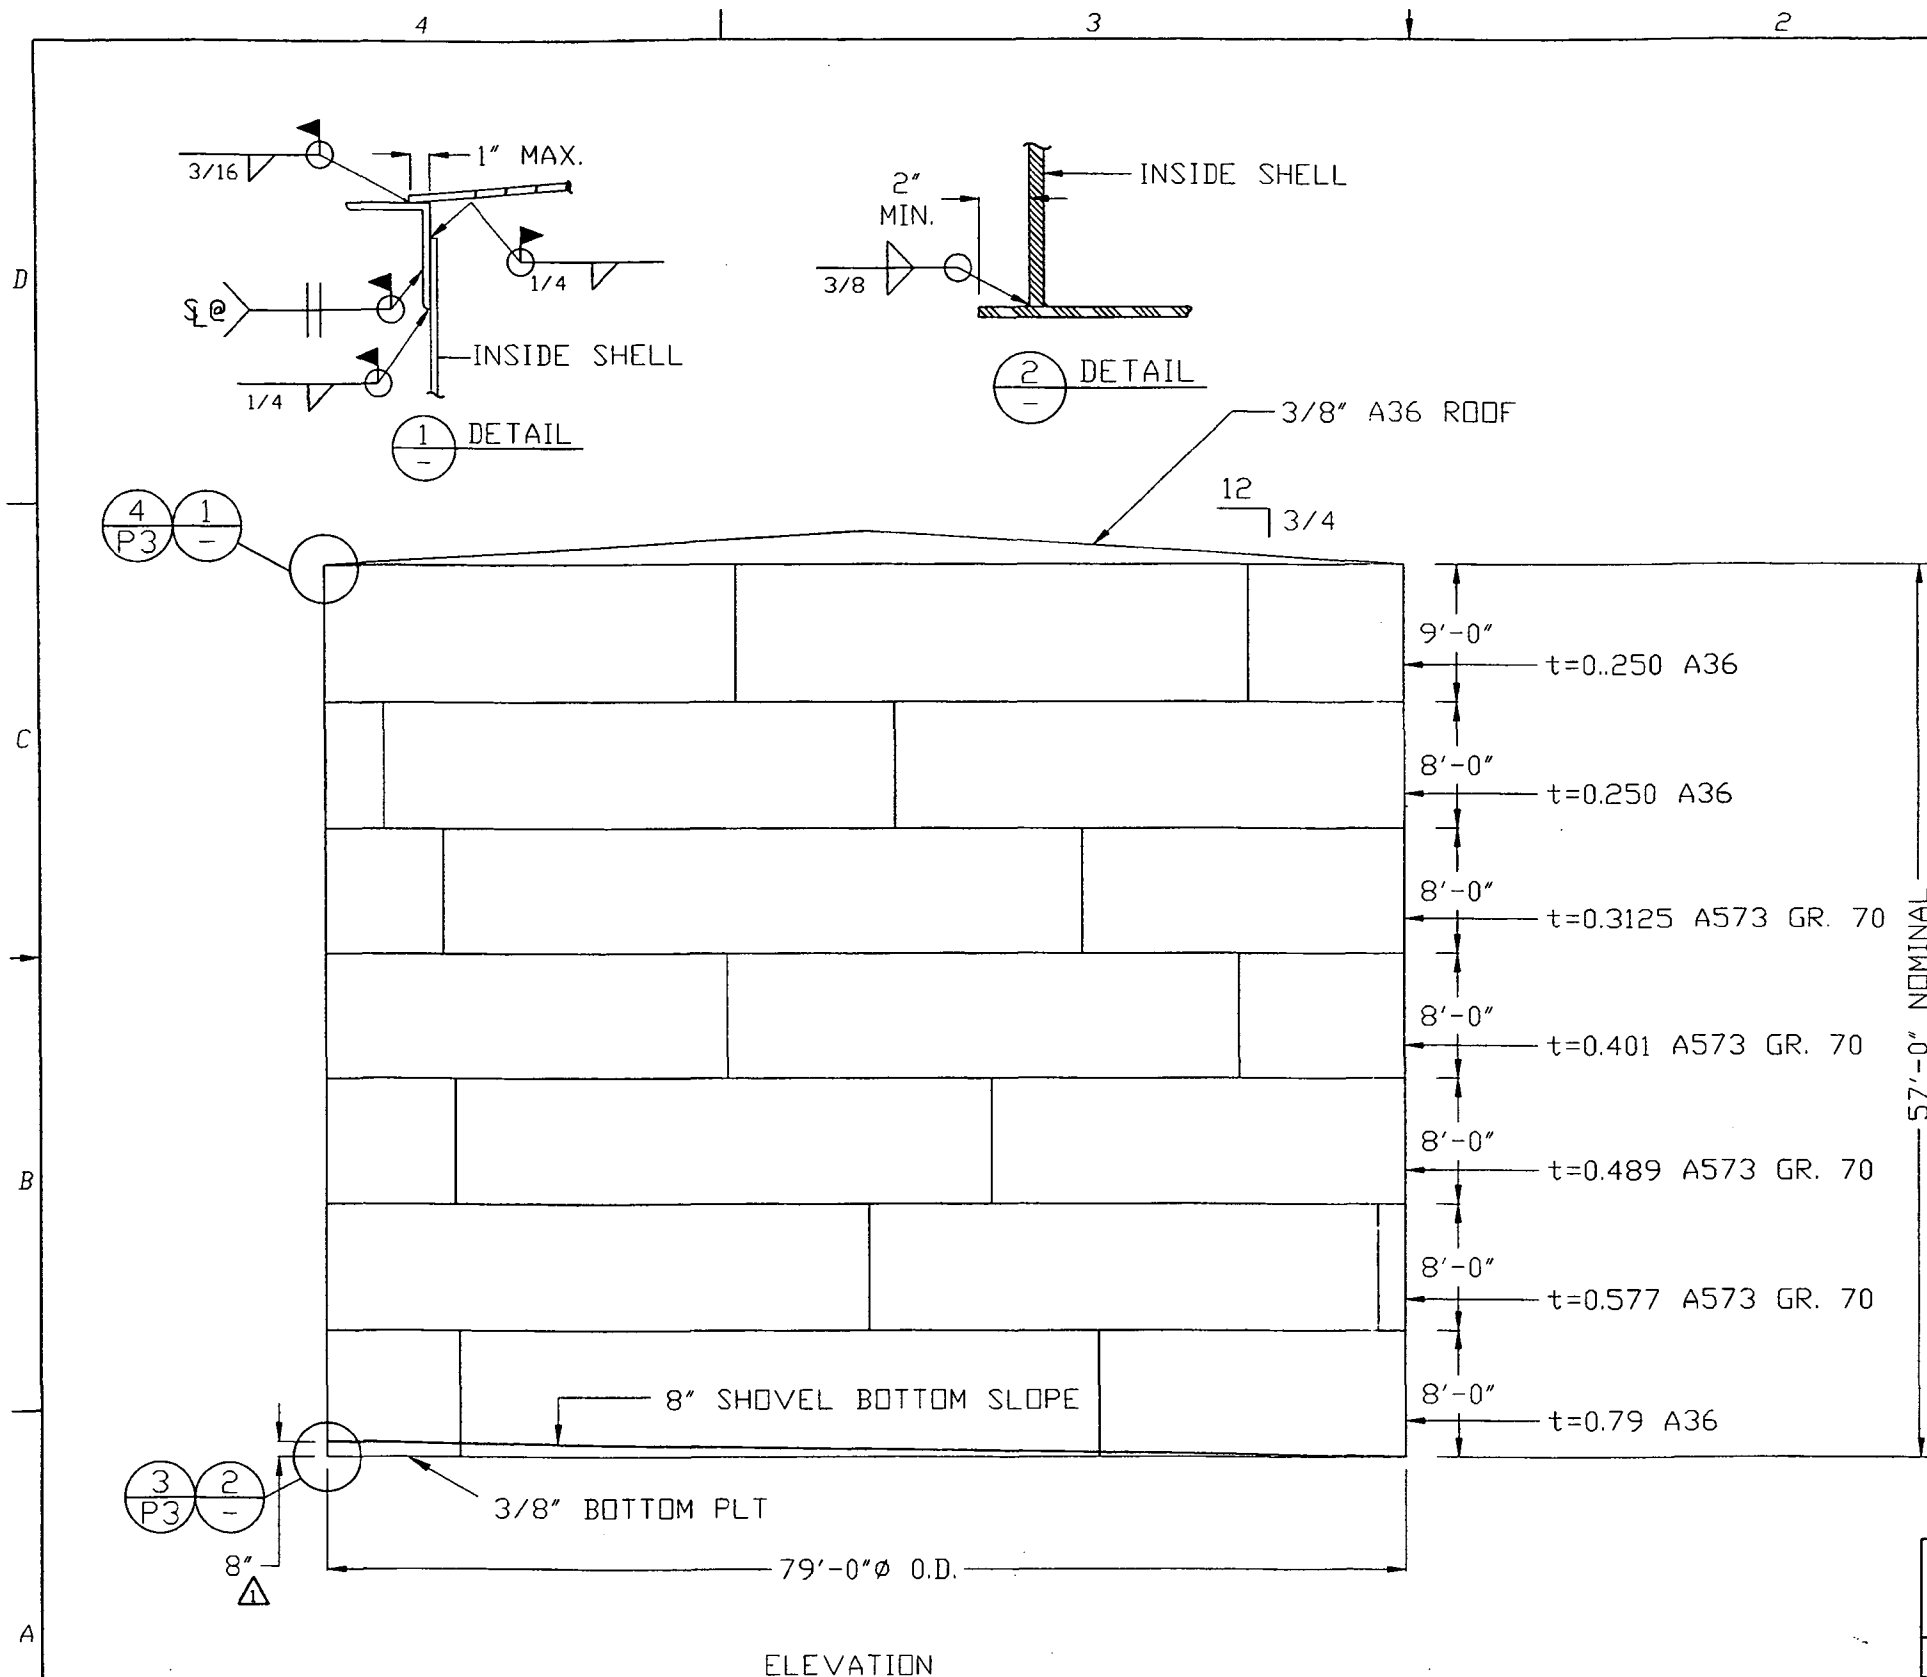 4
3
2
D
C
B
A
3/16
1" MAX.
1/4
INSIDE SHELL
1/4
1
-
DETAIL
2"
MIN.
INSIDE SHELL
3/8
2
-
DETAIL
3/8" A36 ROOF
12
3/4
4
P3
1
-
9'-0"
t=0..250 A36
8'-0"
t=0.250 A36
8'-0"
t=0.3125 A573 GR. 70
8'-0"
t=0.401 A573 GR. 70
8'-0"
t=0.489 A573 GR. 70
8'-0"
t=0.577 A573 GR. 70
8'-0"
t=0.79 A36
57'-0" NOMINAL
8" SHOVEL BOTTOM SLOPE
3
P3
2
-
3/8" BOTTOM PLT
8"
1
79'-0"Ø O.D.
ELEVATION